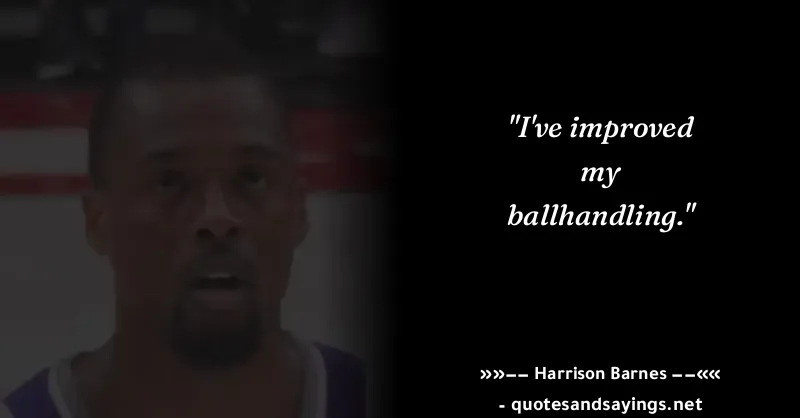 "I've improved
my
ballhandling."
»»–– Harrison Barnes ––««
- quotesandsayings.net